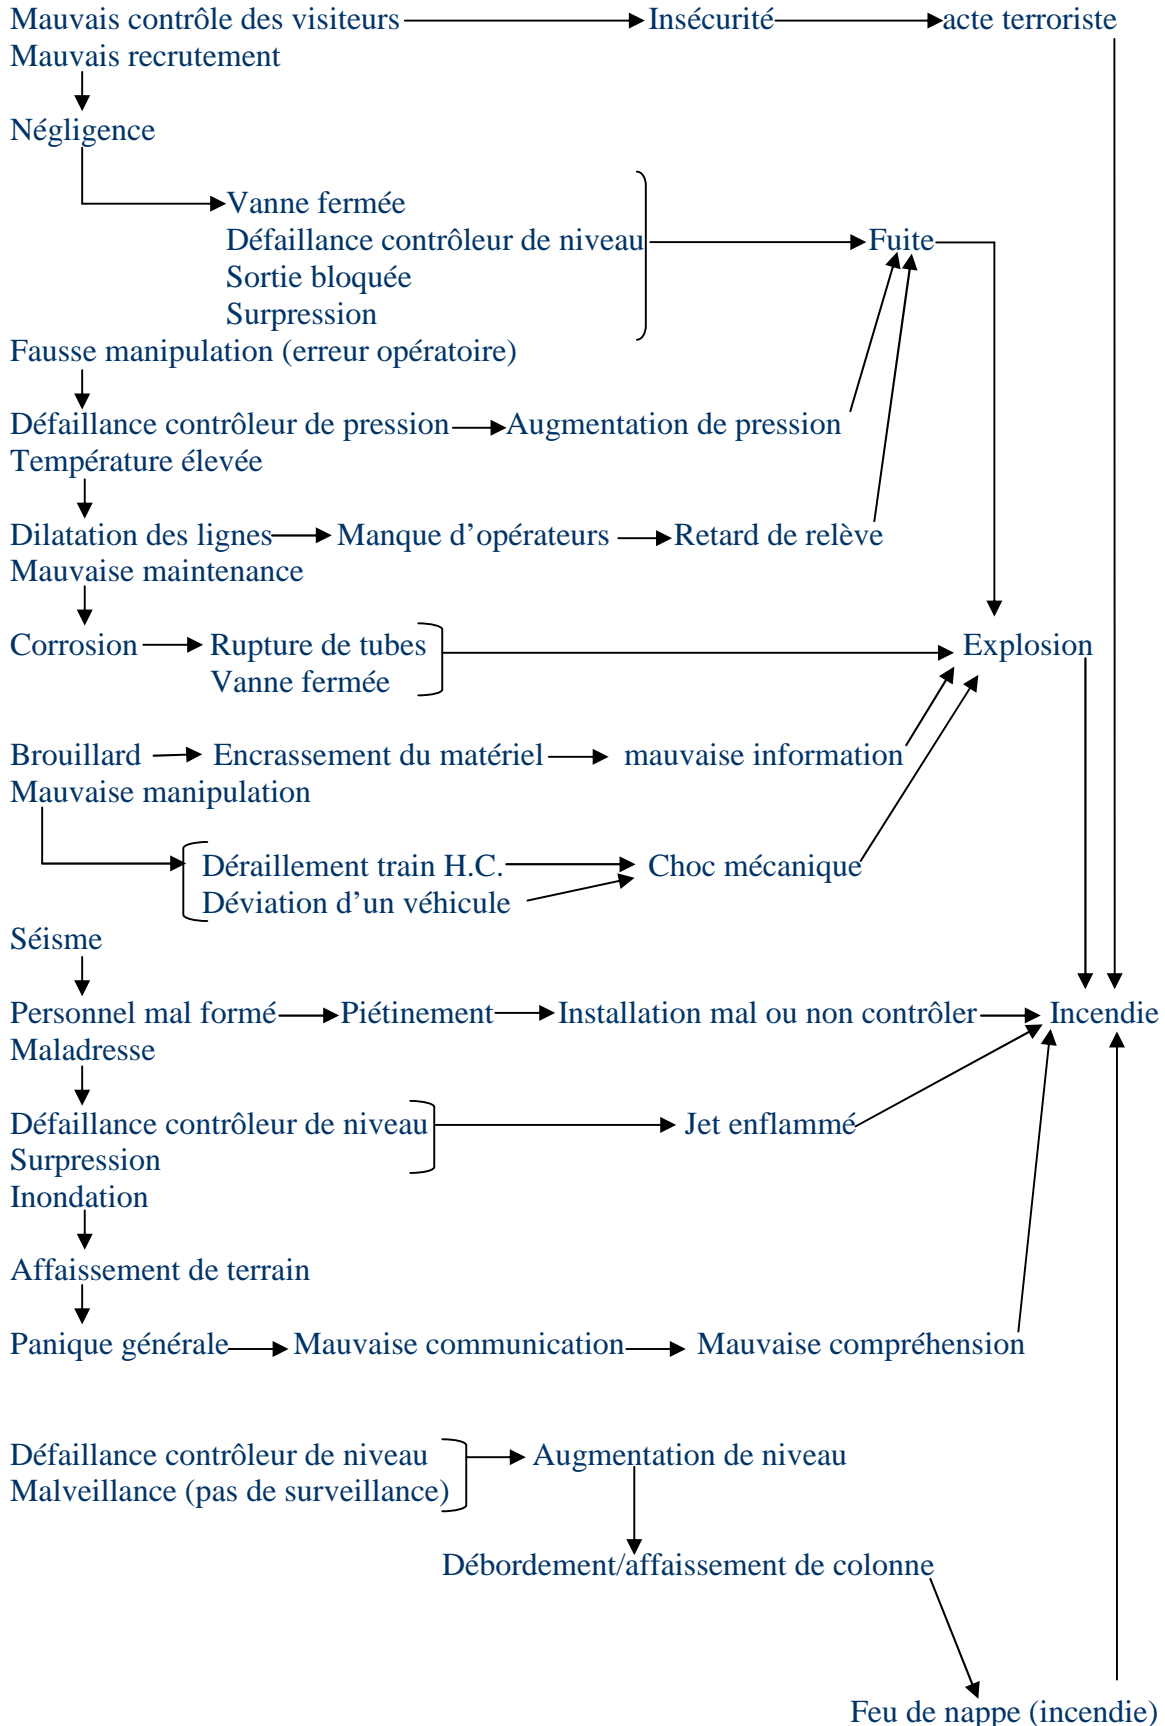 Mauvais contrôle des visiteurs Insécurité acte terroriste
Mauvais recrutement
Négligence
Vanne fermée
Défaillance contrôleur de niveau Fuite
Sortie bloquée
Surpression
Fausse manipulation (erreur opératoire)
Défaillance contrôleur de pression Augmentation de pression
Température élevée
Dilatation des lignes Manque d’opérateurs Retard de relève
Mauvaise maintenance
Corrosion Rupture de tubes Explosion
Vanne fermée
Brouillard Encrassement du matériel mauvaise information
Mauvaise manipulation
Déraillement train H.C. Choc mécanique
Déviation d’un véhicule
Séisme
Personnel mal formé Piétinement Installation mal ou non contrôler Incendie
Maladresse
Défaillance contrôleur de niveau Jet enflammé
Surpression
Inondation
Affaissement de terrain
Panique générale Mauvaise communication Mauvaise compréhension
Défaillance contrôleur de niveau Augmentation de niveau
Malveillance (pas de surveillance)
Débordement/affaissement de colonne
Feu de nappe (incendie)